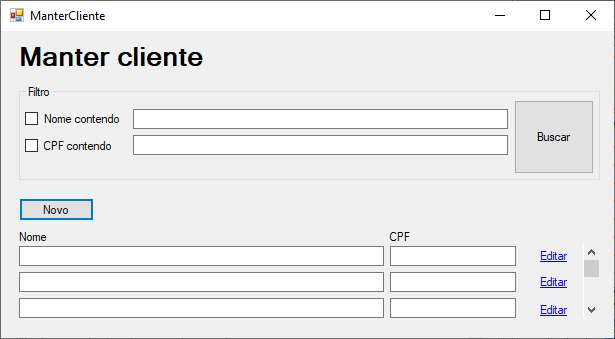 ManterCliente
Manter cliente
Filtro
Nome contendo
CPF contendo
Buscar
Novo
Nome CPF
Editar
Editar
Editar